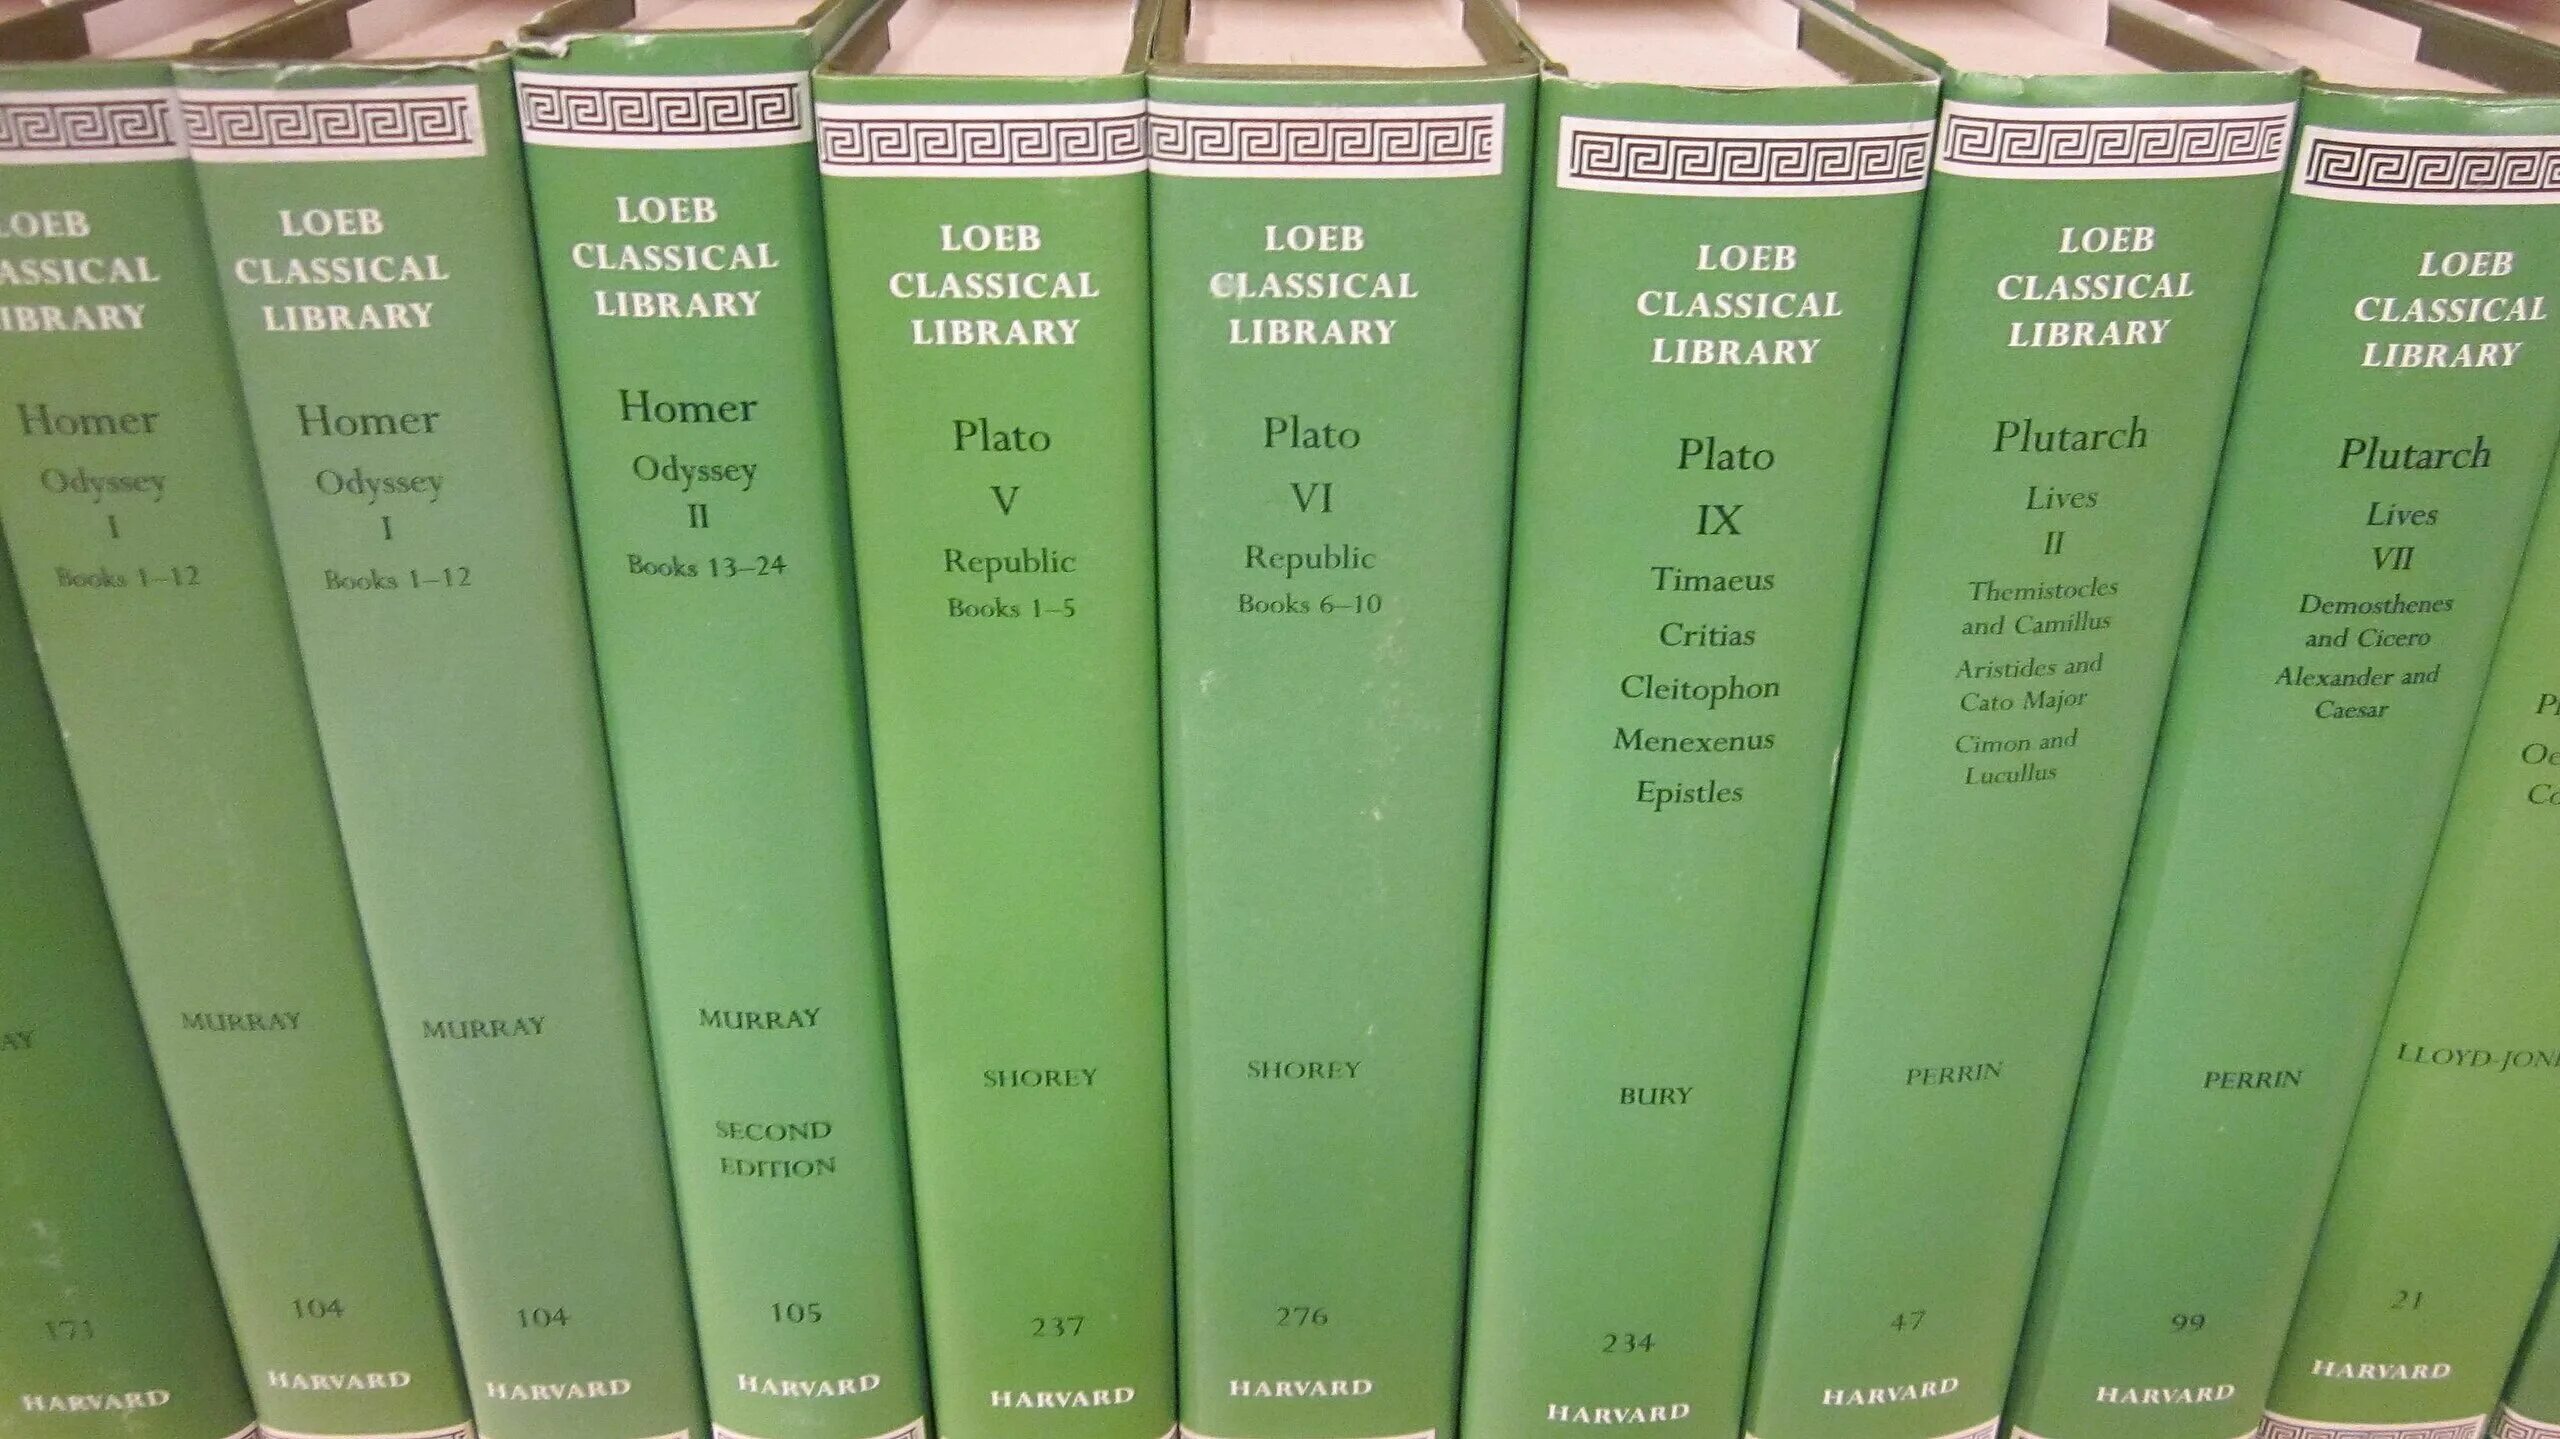 171
HARVARD
LOEB
CLASSICAL
LIBRARY
Homer
Odyssey
I
Books 1–12
MURRAY
104
HARVARD
LOEB
CLASSICAL
LIBRARY
Homer
Odyssey
I
Books 1–12
MURRAY
104
HARVARD
LOEB
CLASSICAL
LIBRARY
Homer
Odyssey
II
Books 13–24
MURRAY
SECOND
EDITION
105
HARVARD
LOEB
CLASSICAL
LIBRARY
Plato
V
Republic
Books 1–5
SHOREY
237
HARVARD
LOEB
CLASSICAL
LIBRARY
Plato
VI
Republic
Books 6–10
SHOREY
276
HARVARD
LOEB
CLASSICAL
LIBRARY
Plato
IX
Timaeus
Critias
Cleitophon
Menexenus
Epistles
BURY
234
HARVARD
LOEB
CLASSICAL
LIBRARY
Plutarch
Lives
II
Themistocles
and Camillus
Aristides and
Cato Major
Cimon and
Lucullus
PERRIN
47
HARVARD
LOEB
CLASSICAL
LIBRARY
Plutarch
Lives
VII
Demosthenes
and Cicero
Alexander and
Caesar
PERRIN
99
HARVARD
21
HARVARD